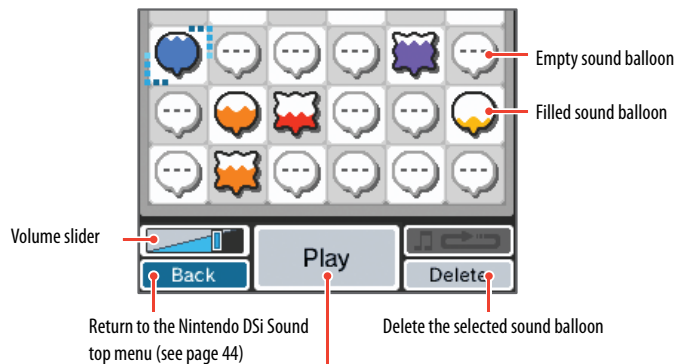 Empty sound balloon
Filled sound balloon
Volume slider
Play
Back
Delete
Return to the Nintendo DSi Sound
top menu (see page 44)
Delete the selected sound balloon